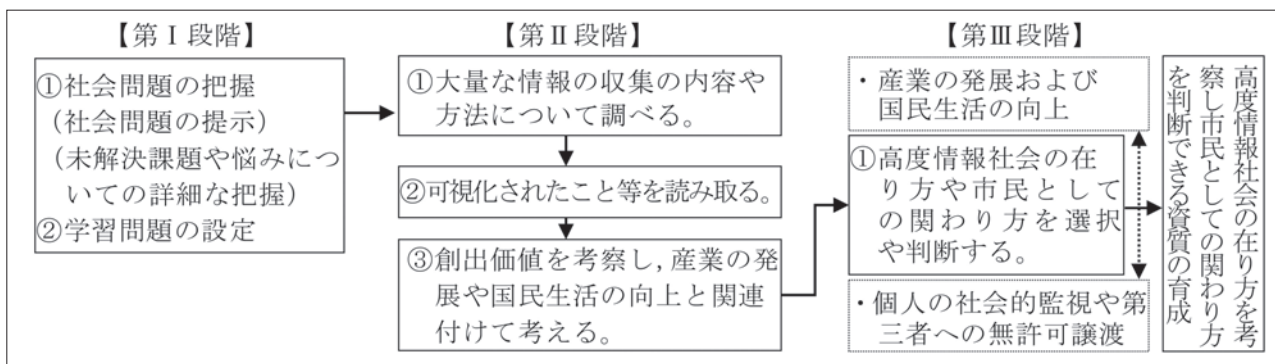 【第Ⅰ段階】
①社会問題の把握
(社会問題の提示)
(未解決課題や悩みにつ
いての詳細な把握)
②学習問題の設定
【第Ⅱ段階】
①大量な情報の収集の内容や
方法について調べる。
②可視化されたこと等を読み取る。
③創出価値を考察し,産業の発
展や国民生活の向上と関連
付けて考える。
【第Ⅲ段階】
・産業の発展および
国民生活の向上
①高度情報社会の在
り方や市民として
の関わり方を選択
や判断する。
・個人の社会的監視や第
三者への無許可譲渡
高度情報社会の在り方を考
察し市民としての関わり方
を判断できる資質の育成